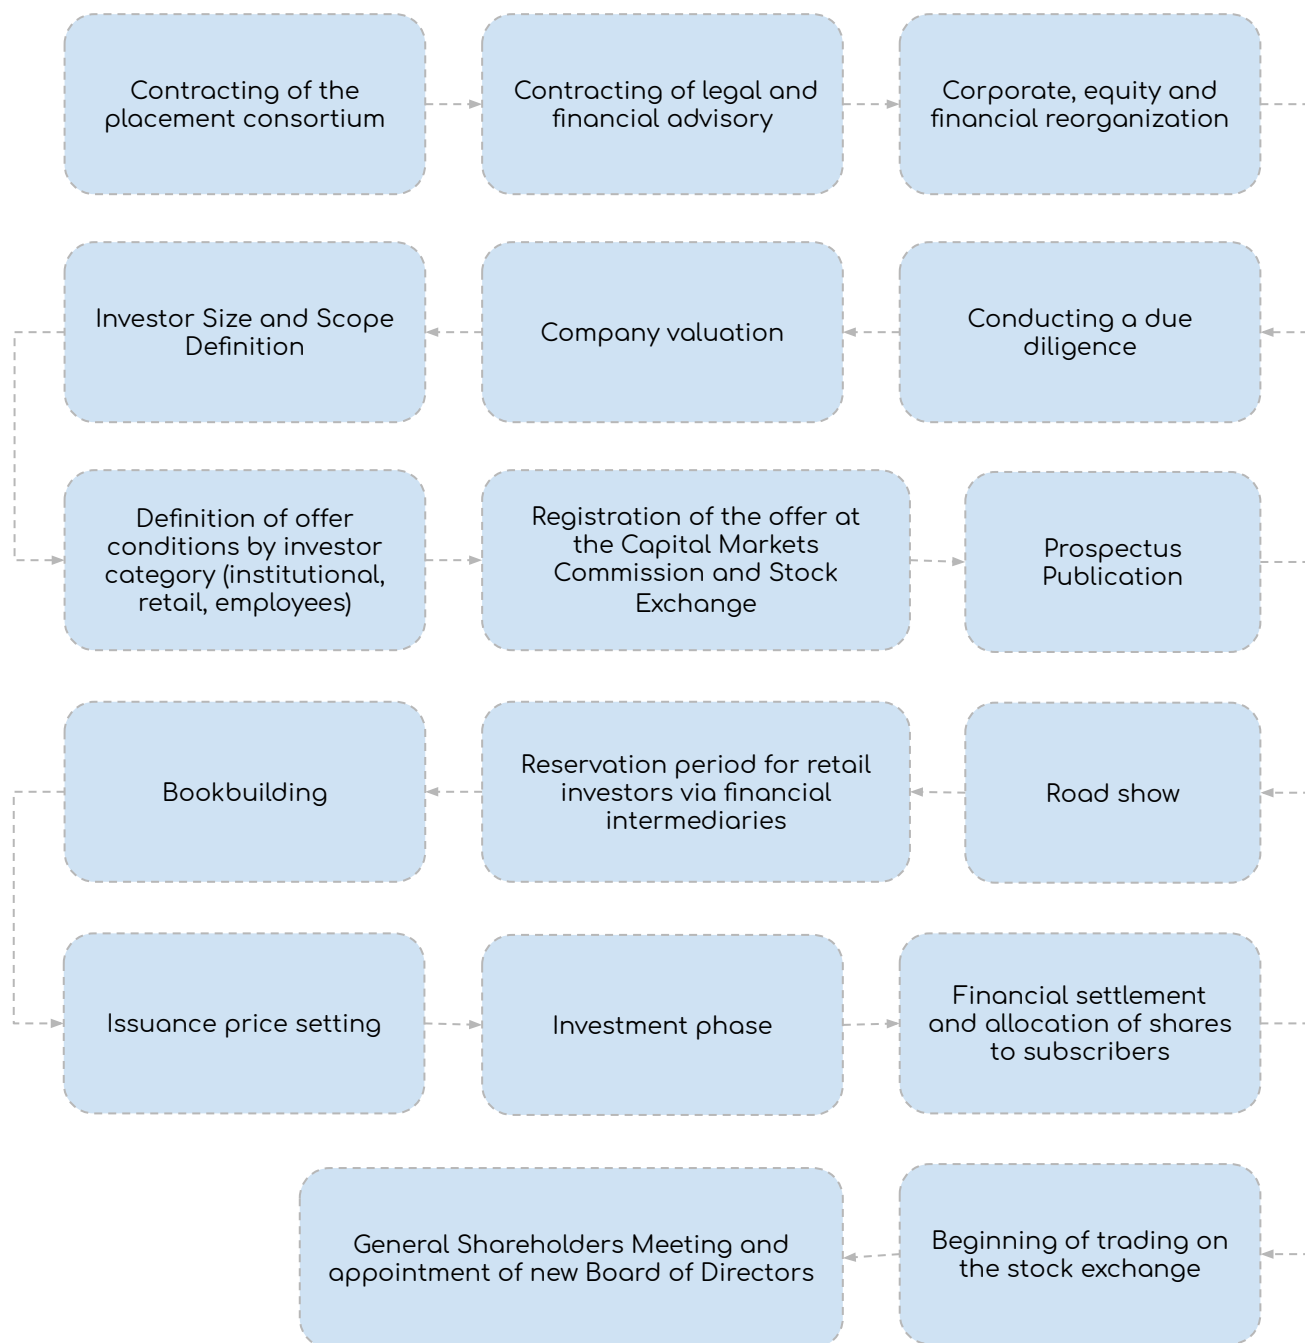 Contracting of the
placement consortium
Contracting of legal and
financial advisory
Corporate, equity and
financial reorganization
Investor Size and Scope
Definition
Company valuation
Conducting a due
diligence
Definition of offer
conditions by investor
category (institutional,
retail, employees)
Registration of the offer at
the Capital Markets
Commission and Stock
Exchange
Prospectus
Publication
Bookbuilding
Reservation period for retail
investors via financial
intermediaries
Road show
Issuance price setting
Investment phase
Financial settlement
and allocation of shares
to subscribers
General Shareholders Meeting and
appointment of new Board of Directors
Beginning of trading on
the stock exchange